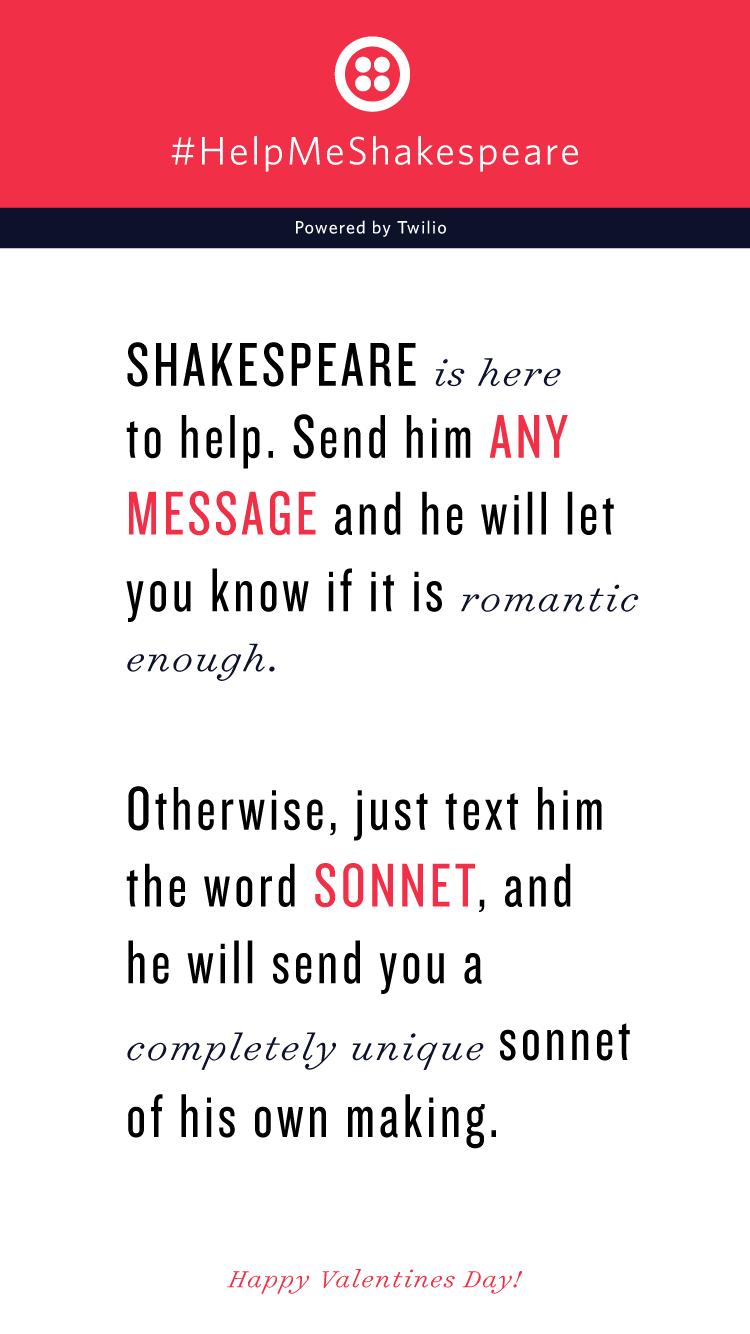 #HelpMeShakespeare
Powered by Twilio
SHAKESPEARE is here
to help. Send him ANY
MESSAGE and he will let
you know if it is romantic
enough.
Otherwise, just text him
the word SONNET, and
he will send you a
completely unique sonnet
of his own making.
Happy Valentines Day!